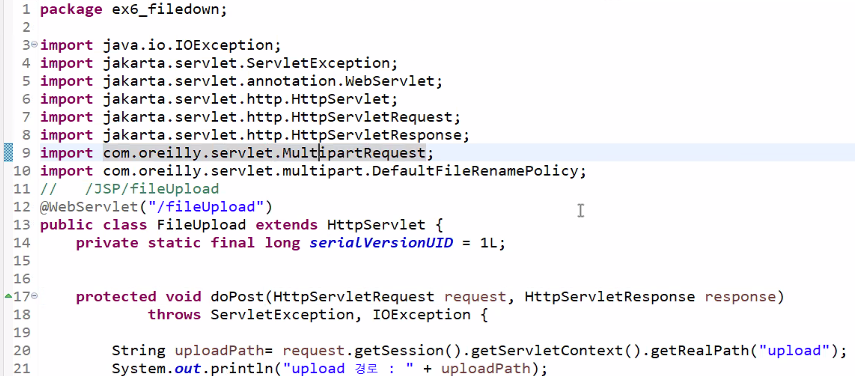 1 package ex6_filedown;
2
3 import java.io.IOException;
4 import jakarta.servlet.ServletException;
5 import jakarta.servlet.annotation.WebServlet;
6 import jakarta.servlet.http.HttpServlet;
7 import jakarta.servlet.http.HttpServletRequest;
8 import jakarta.servlet.http.HttpServletResponse;
9 import com.oreilly.servlet.MultipartRequest;
10 import com.oreilly.servlet.multipart.DefaultFileRenamePolicy;
11 //   /JSP/fileUpload
12 @WebServlet("/fileUpload")
13 public class FileUpload extends HttpServlet {
14     private static final long serialVersionUID = 1L;
15
16
17     protected void doPost(HttpServletRequest request, HttpServletResponse response)
18             throws ServletException, IOException {
19
20         String uploadPath= request.getSession().getServletContext().getRealPath("upload");
21         System.out.println("upload 경로 : " + uploadPath);